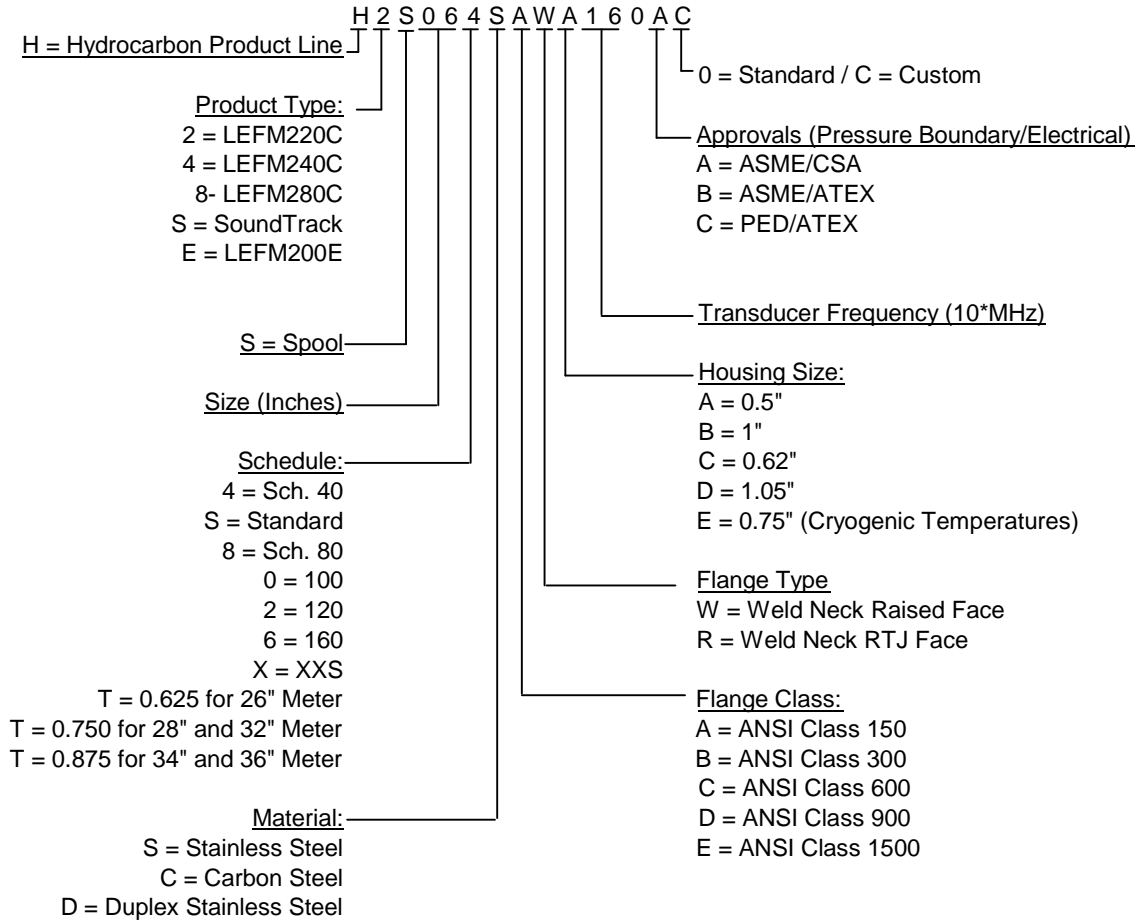 H 2 S 0 6 4 S A W A 1 6 0 A C
H = Hydrocarbon Product Line
Product Type:
2 = LEFM220C
4 = LEFM240C
8- LEFM280C
S = SoundTrack
E = LEFM200E
S = Spool
Size (Inches)
Schedule:
4 = Sch. 40
S = Standard
8 = Sch. 80
0 = 100
2 = 120
6 = 160
X = XXS
T = 0.625 for 26" Meter
T = 0.750 for 28" and 32" Meter
T = 0.875 for 34" and 36" Meter
Material:
S = Stainless Steel
C = Carbon Steel
D = Duplex Stainless Steel
0 = Standard / C = Custom
Approvals (Pressure Boundary/Electrical)
A = ASME/CSA
B = ASME/ATEX
C = PED/ATEX
Transducer Frequency (10*MHz)
Housing Size:
A = 0.5"
B = 1"
C = 0.62"
D = 1.05"
E = 0.75" (Cryogenic Temperatures)
Flange Type
W = Weld Neck Raised Face
R = Weld Neck RTJ Face
Flange Class:
A = ANSI Class 150
B = ANSI Class 300
C = ANSI Class 600
D = ANSI Class 900
E = ANSI Class 1500